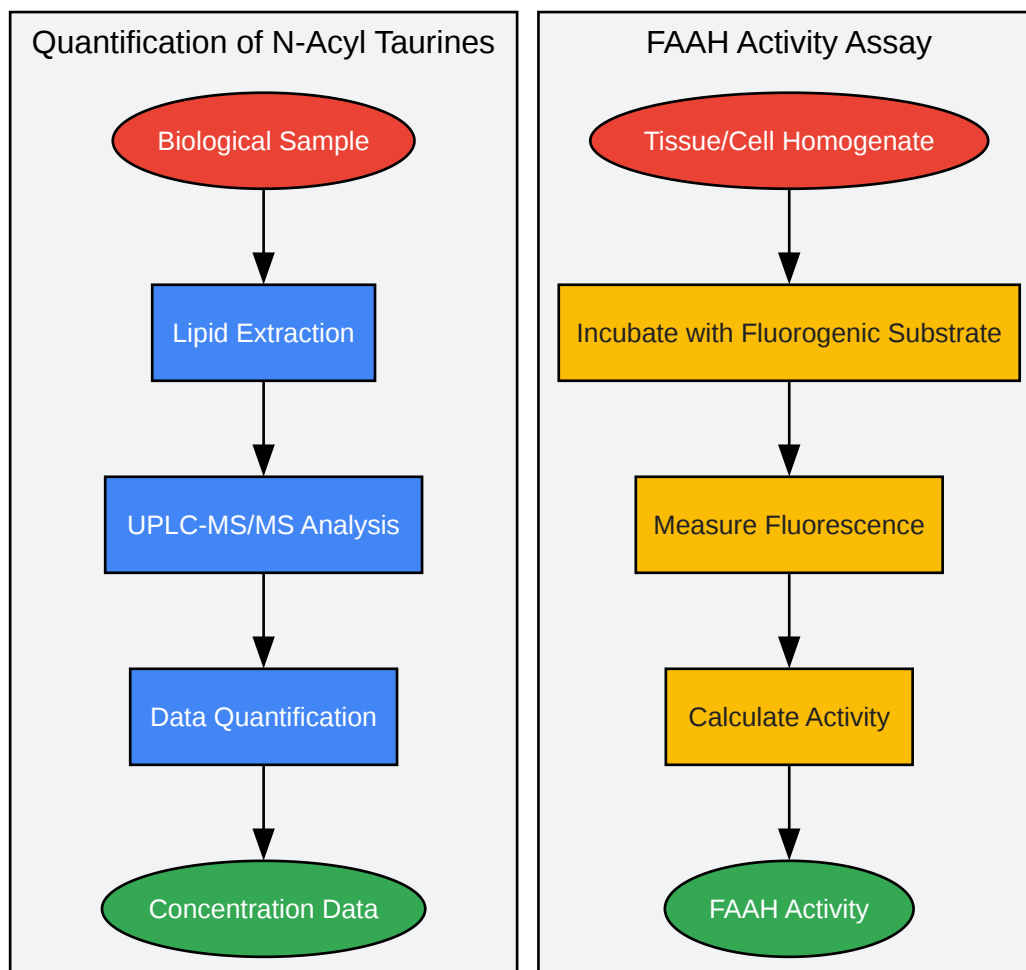 Quantification of N-Acyl Taurines
Biological Sample
Lipid Extraction
UPLC-MS/MS Analysis
Data Quantification
Concentration Data
FAAH Activity Assay
Tissue/Cell Homogenate
Incubate with Fluorogenic Substrate
Measure Fluorescence
Calculate Activity
FAAH Activity